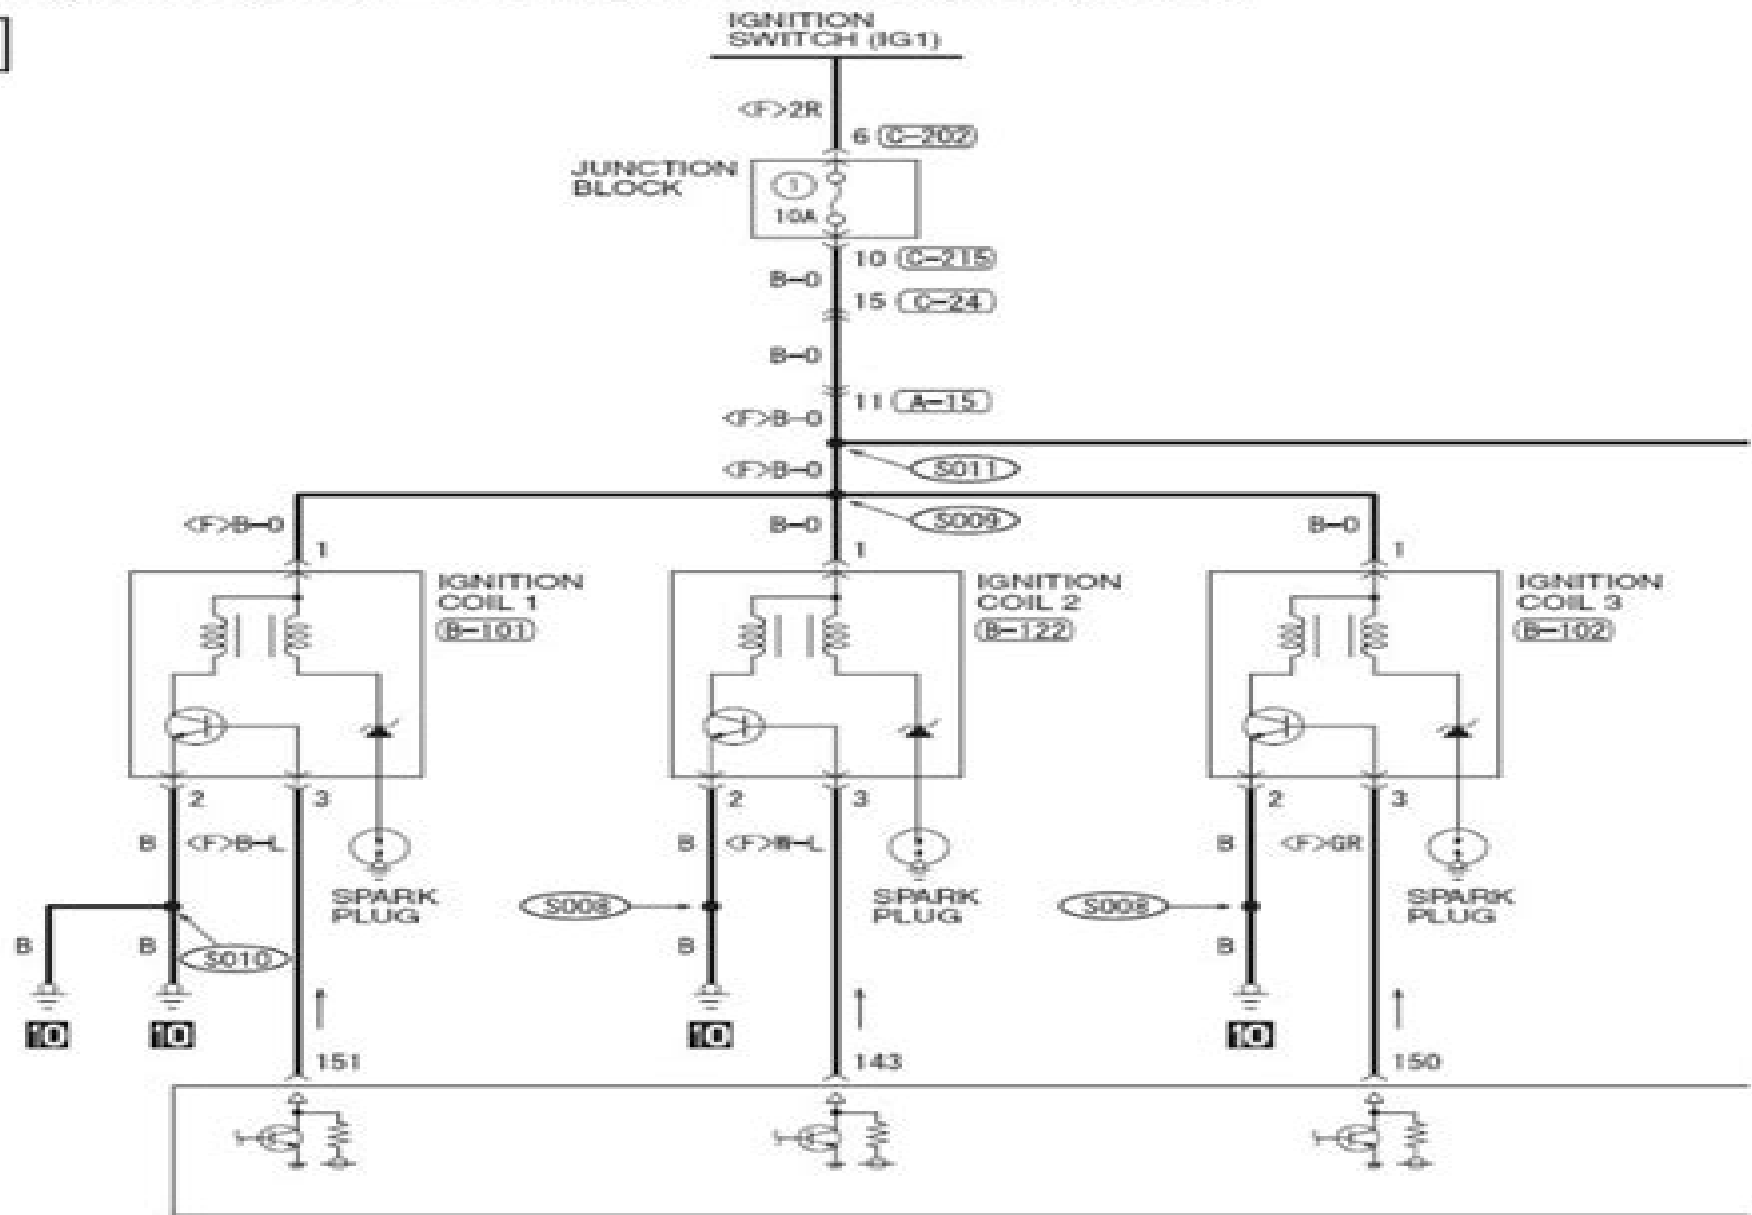 IGNITION
SWITCH (IG1)
<F>2R
6 C-202
JUNCTION
BLOCK
1
10A
10 C-215
B-O
15 C-24
B-O
11 A-15
<F>B-O
<F>B-O
S011
<F>B-O
B-O
S009
B-O
1
1
1
IGNITION
COIL 1
B-101
IGNITION
COIL 2
B-122
IGNITION
COIL 3
B-102
2
3
2
3
2
3
B
<F>B-L
B
<F>W-L
B
<F>GR
SPARK
PLUG
SPARK
PLUG
SPARK
PLUG
S008
S008
B
B
S010
B
B
10
10
10
10
151
143
150